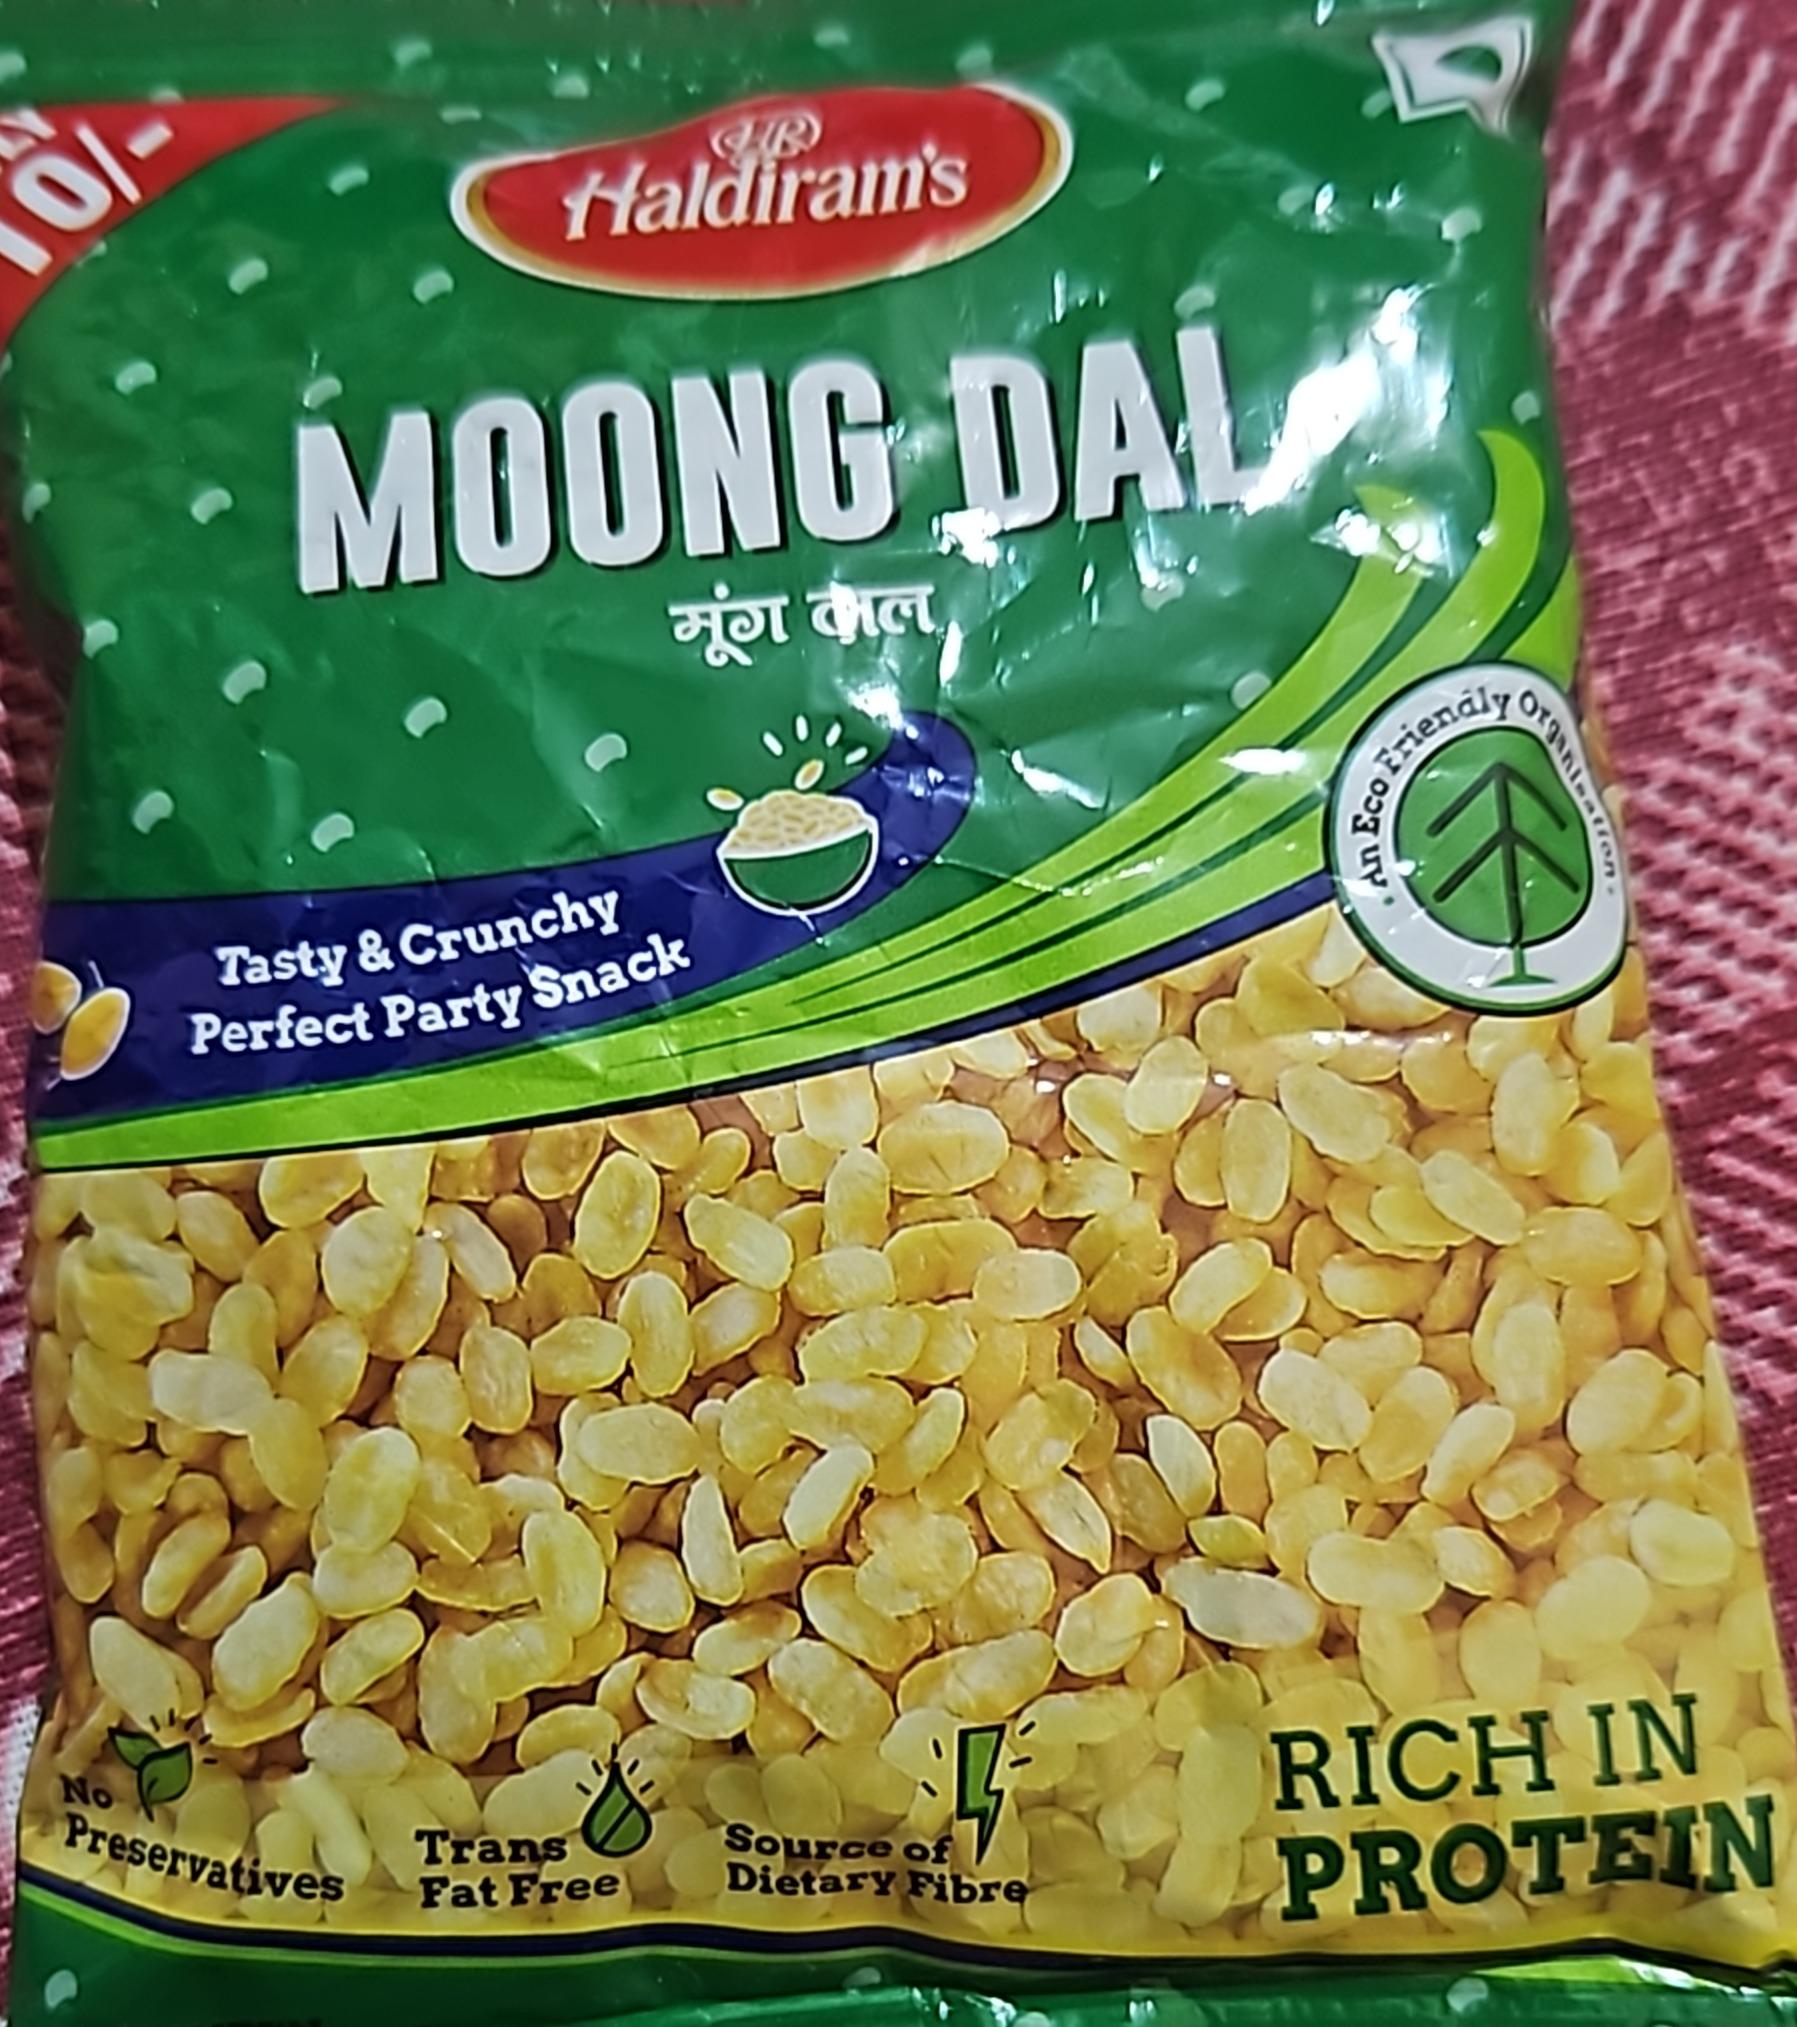 10/-
HR
Haldiram's
MOONG DAL
मूंग दाल
An Eco Friendly Organisation
Tasty & Crunchy
Perfect Party Snack
No
Preservatives
Trans
Fat Free
Source of
Dietary Fibre
RICH IN
PROTEIN